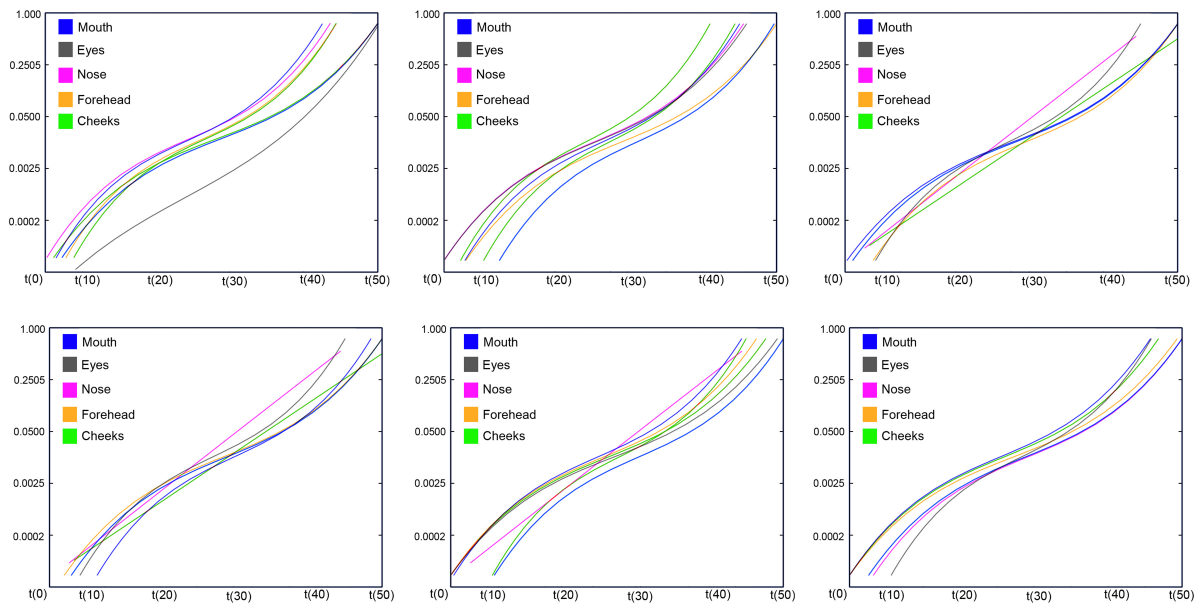 1.000
Mouth
Eyes
0.2505
Nose
Forehead
0.0500
Cheeks
0.0025
0.0002
t(0) t(10) t(20) t(30) t(40) t(50)
1.000
Mouth
Eyes
0.2505
Nose
Forehead
0.0500
Cheeks
0.0025
0.0002
t(0) t(10) t(20) t(30) t(40) t(50)
1.000
Mouth
Eyes
0.2505
Nose
Forehead
0.0500
Cheeks
0.0025
0.0002
t(0) t(10) t(20) t(30) t(40) t(50)
1.000
Mouth
Eyes
0.2505
Nose
Forehead
0.0500
Cheeks
0.0025
0.0002
t(0) t(10) t(20) t(30) t(40) t(50)
1.000
Mouth
Eyes
0.2505
Nose
Forehead
0.0500
Cheeks
0.0025
0.0002
t(0) t(10) t(20) t(30) t(40) t(50)
1.000
Mouth
Eyes
0.2505
Nose
Forehead
0.0500
Cheeks
0.0025
0.0002
t(0) t(10) t(20) t(30) t(40) t(50)